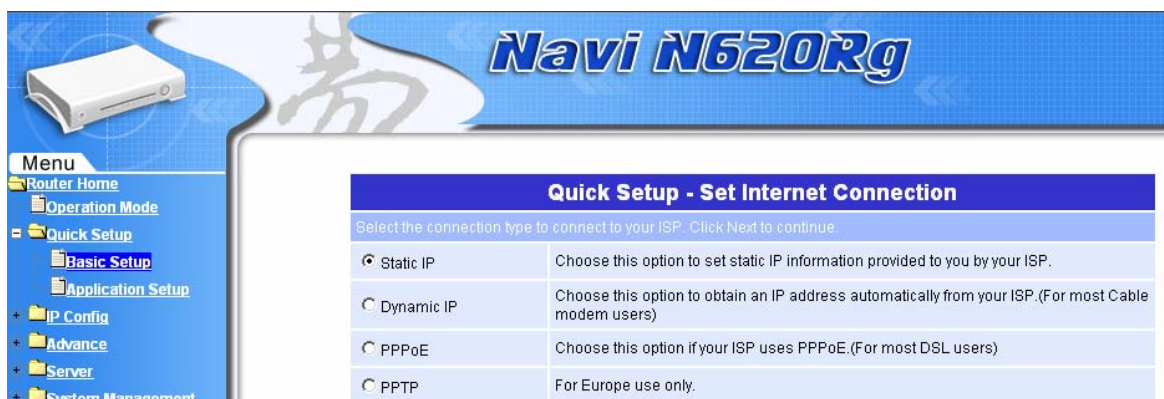 Navi N620Rg
易
Menu
Router Home
Operation Mode
Quick Setup
Basic Setup
Application Setup
IP Config
Advance
Server
System Management
Quick Setup - Set Internet Connection
Select the connection type to connect to your ISP. Click Next to continue.
Static IP
Choose this option to set static IP information provided to you by your ISP.
Dynamic IP
Choose this option to obtain an IP address automatically from your ISP.(For most Cable
modem users)
PPPoE
Choose this option if your ISP uses PPPoE.(For most DSL users)
PPTP
For Europe use only.